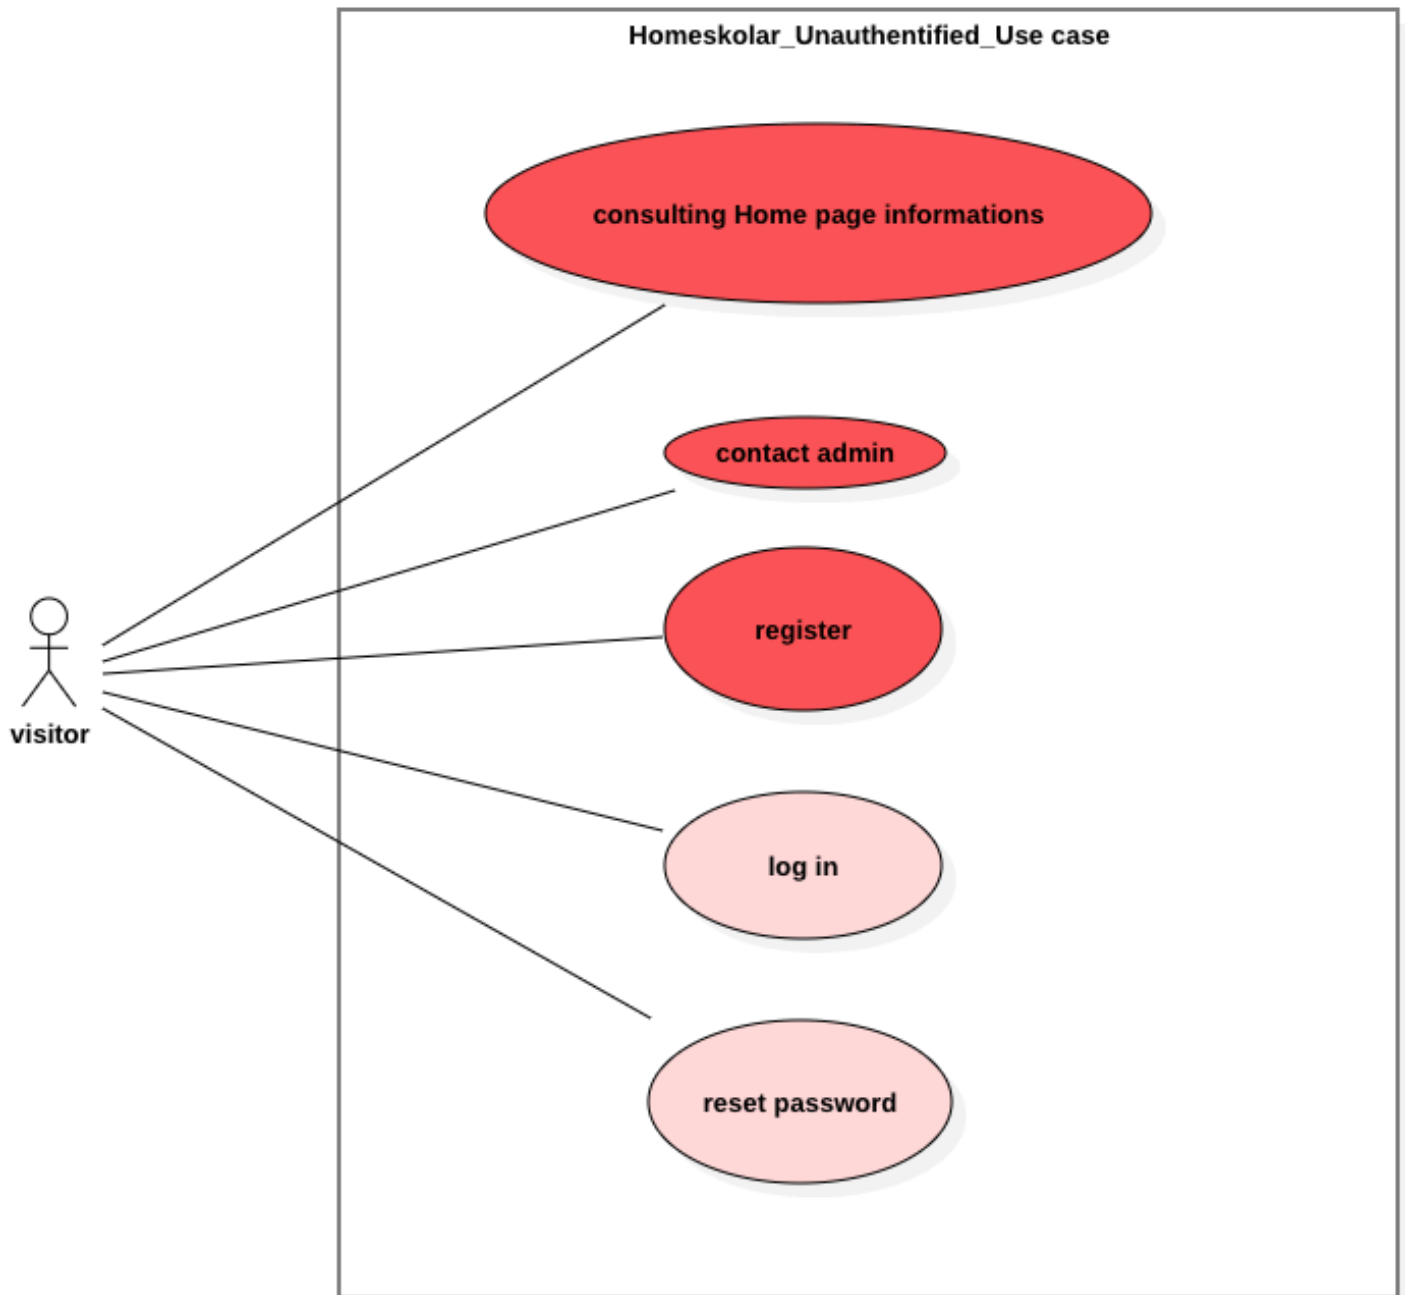 Homeskolar_Unauthentified_Use case
consulting Home page informations
contact admin
register
visitor
log in
reset password